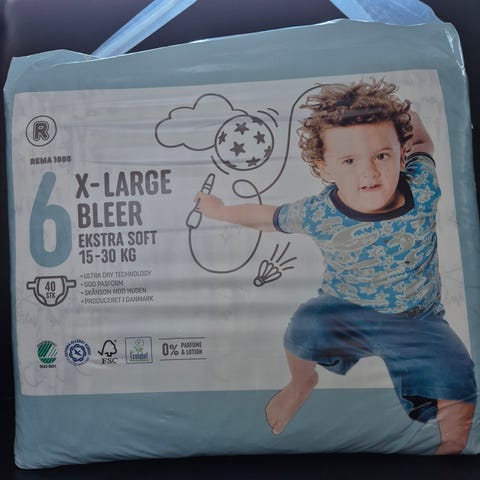 R
REMA 1000
6
X-LARGE
BLEER
EKSTRA SOFT
15-30 KG
• ULTRA DRY TECHNOLOGY
• GOD PASFORM
• SKÅNSOM MOD HUDEN
• PRODUCERET I DANMARK
40
STK
FSC
Ecolabel
0% PARFUME
& LOTION